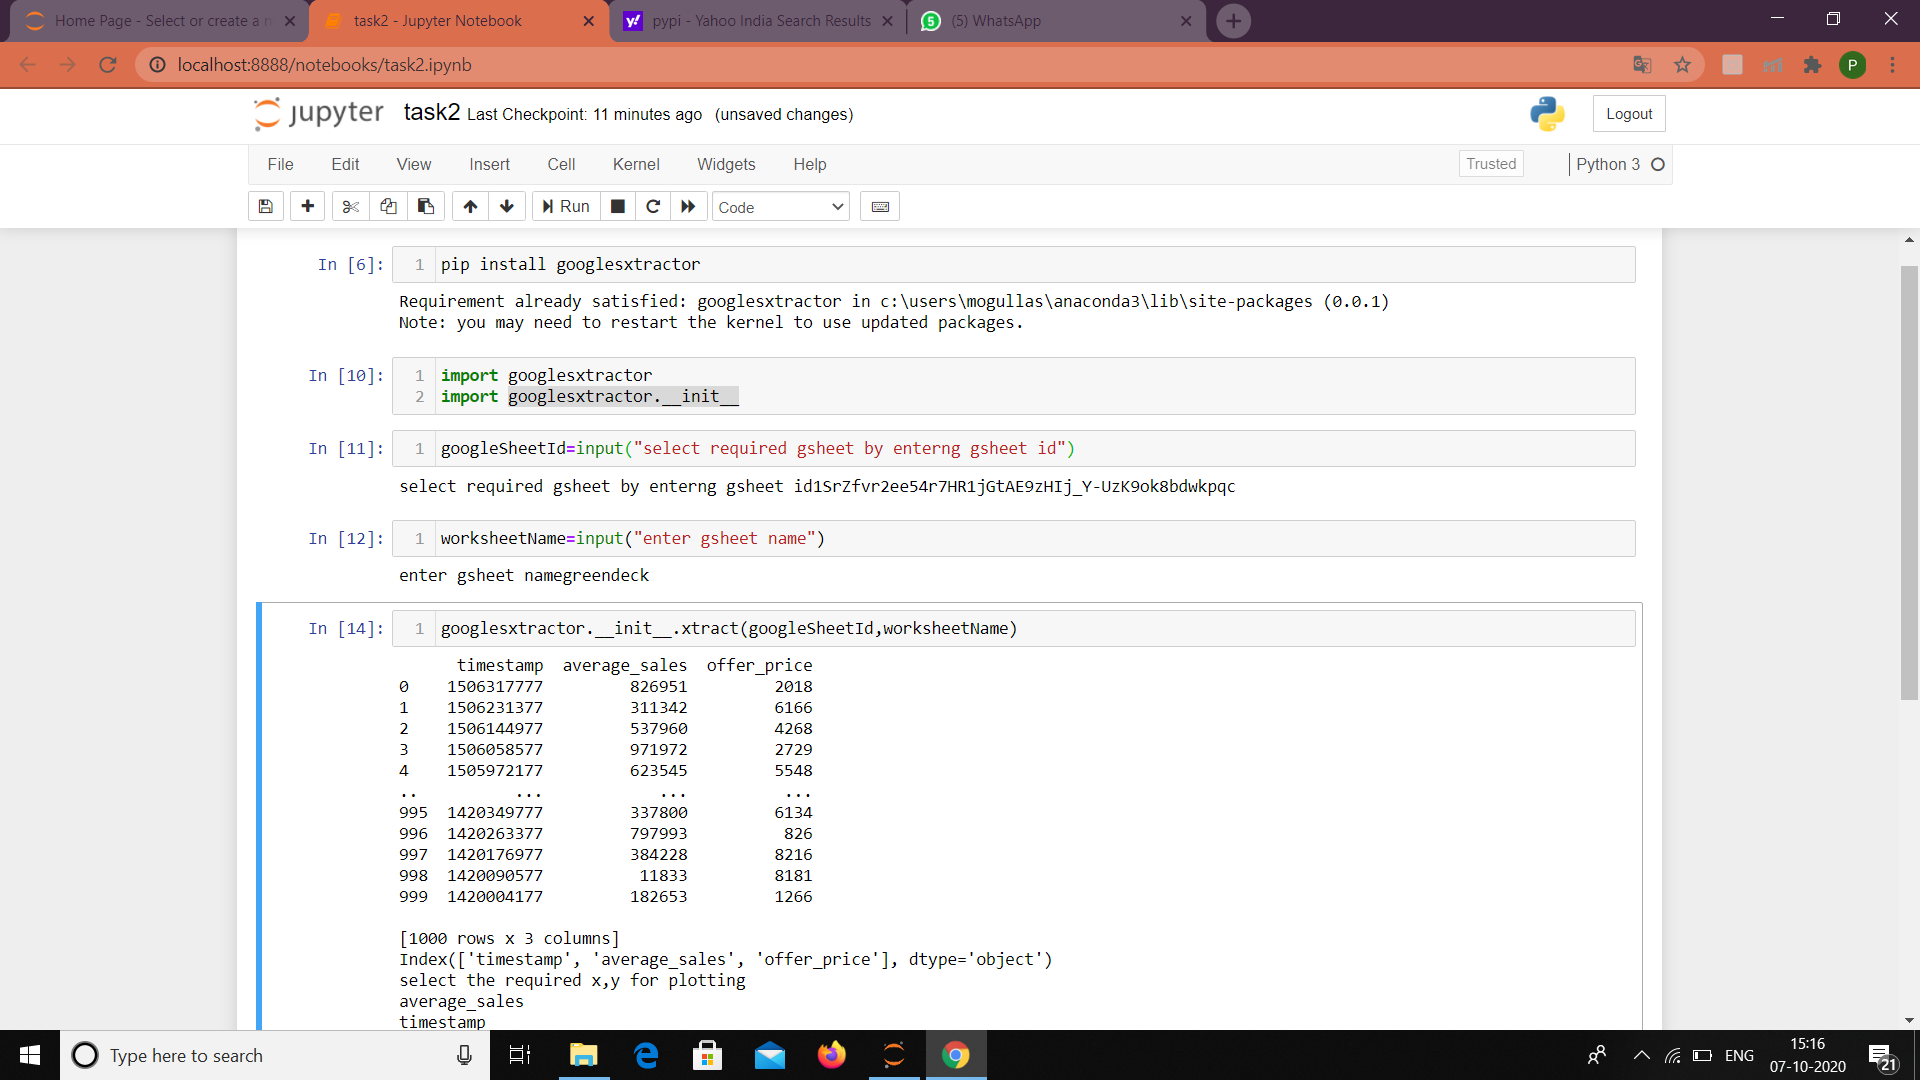 Home Page - Select or create a n
task2 - Jupyter Notebook
pypi - Yahoo India Search Results
(5) WhatsApp
localhost:8888/notebooks/task2.ipynb
P
jupyter task2 Last Checkpoint: 11 minutes ago (unsaved changes)
Logout
File Edit View Insert Cell Kernel Widgets Help
Trusted
Python 3
Run
Code
In [6]: 1 pip install googlesxtractor
Requirement already satisfied: googlesxtractor in c:\users\mogullas\anaconda3\lib\site-packages (0.0.1)
Note: you may need to restart the kernel to use updated packages.
In [10]: 1 import googlesxtractor
2 import googlesxtractor.__init__
In [11]: 1 googleSheetId=input("select required gsheet by enterng gsheet id")
select required gsheet by enterng gsheet id1SrZfvr2ee54r7HR1jGtAE9zHIj_Y-UzK9ok8bdwkpqc
In [12]: 1 worksheetName=input("enter gsheet name")
enter gsheet namegreendeck
In [14]: 1 googlesxtractor.__init__.xtract(googleSheetId,worksheetName)
timestamp average_sales offer_price
0 1506317777 826951 2018
1 1506231377 311342 6166
2 1506144977 537960 4268
3 1506058577 971972 2729
4 1505972177 623545 5548
.. ... ... ...
995 1420349777 337800 6134
996 1420263377 797993 826
997 1420176977 384228 8216
998 1420090577 11833 8181
999 1420004177 182653 1266
[1000 rows x 3 columns]
Index(['timestamp', 'average_sales', 'offer_price'], dtype='object')
select the required x,y for plotting
average_sales
timestamp
Type here to search
ENG
15:16
07-10-2020
21